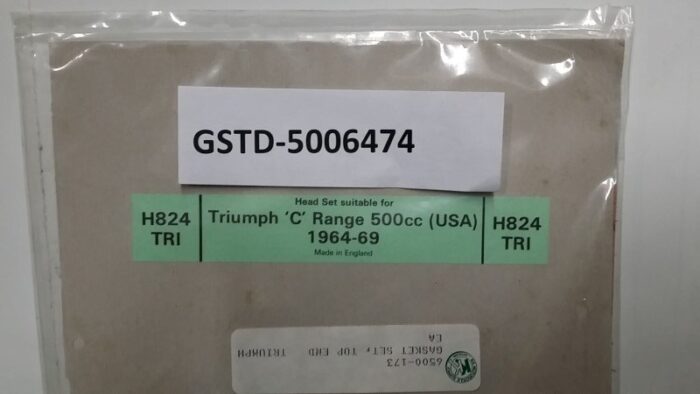 GSTD-5006474
H824
TRI
Head Set suitable for
Triumph 'C' Range 500cc (USA)
1964-69
Made in England
H824
TRI
6500-173
GASKET SET, TOP END TRIUMPH
EA